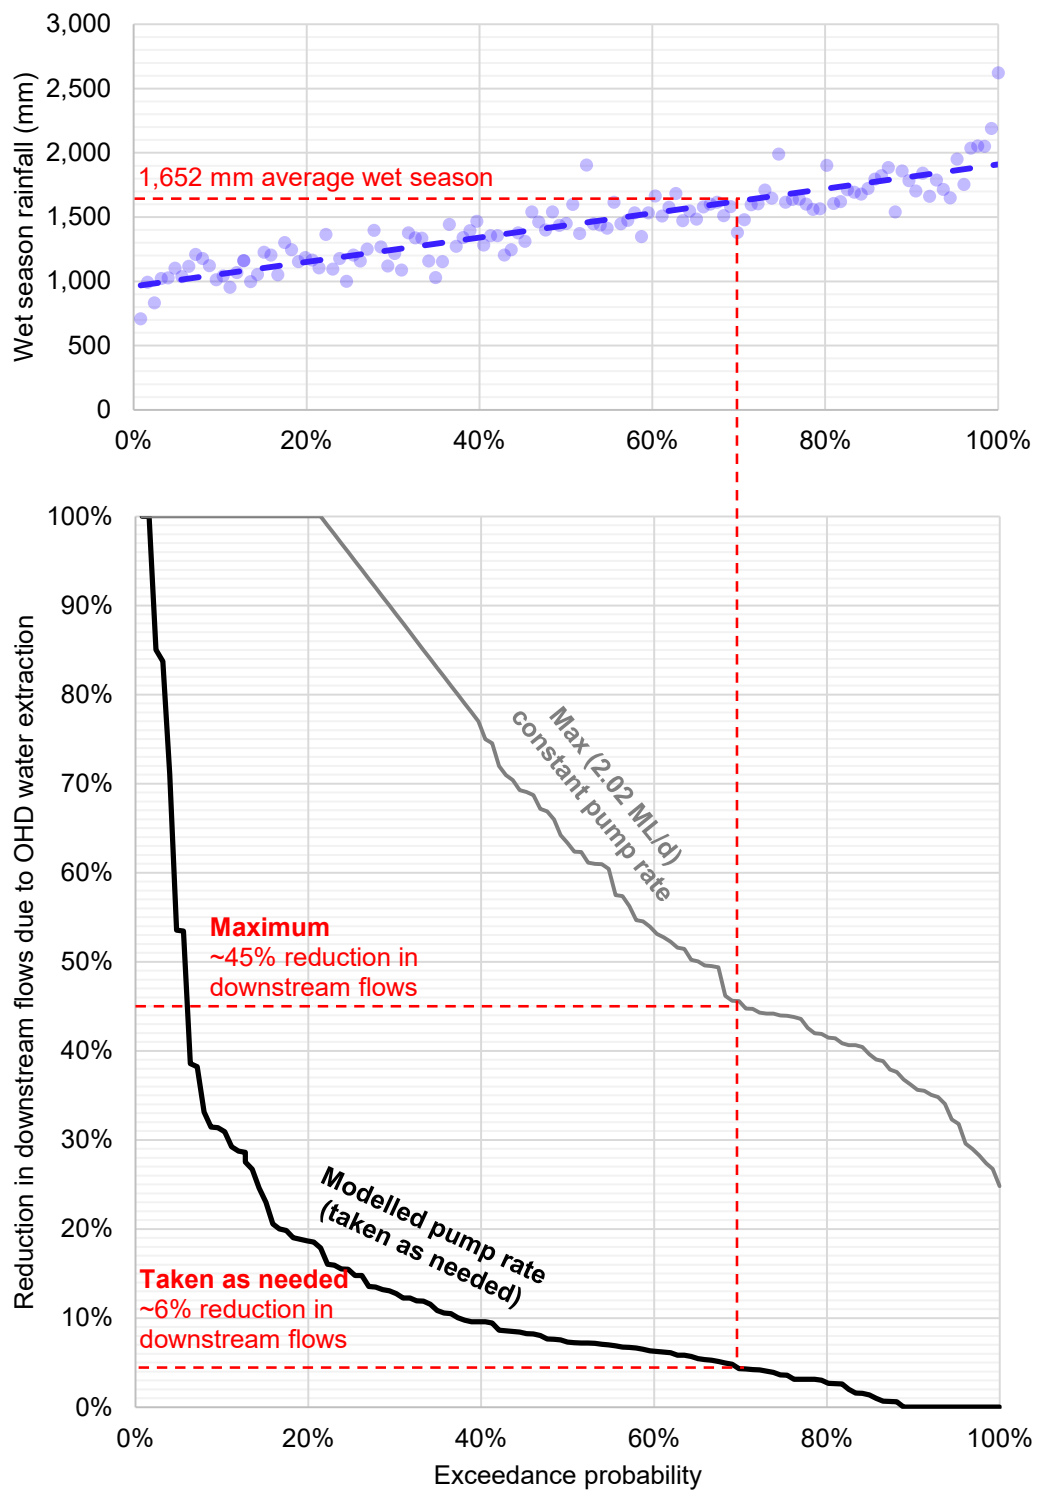 Wet season rainfall (mm)
3,000
2,500
2,000
1,500
1,000
500
0
1,652 mm average wet season
0%
20%
40%
60%
80%
100%
Reduction in downstream flows due to OHD water extraction
100%
90%
80%
70%
60%
50%
40%
30%
20%
10%
0%
Max (2.02 ML/d)
constant pump rate
Maximum
~45% reduction in
downstream flows
Modelled pump rate
(taken as needed)
Taken as needed
~6% reduction in
downstream flows
0%
20%
40%
60%
80%
100%
Exceedance probability